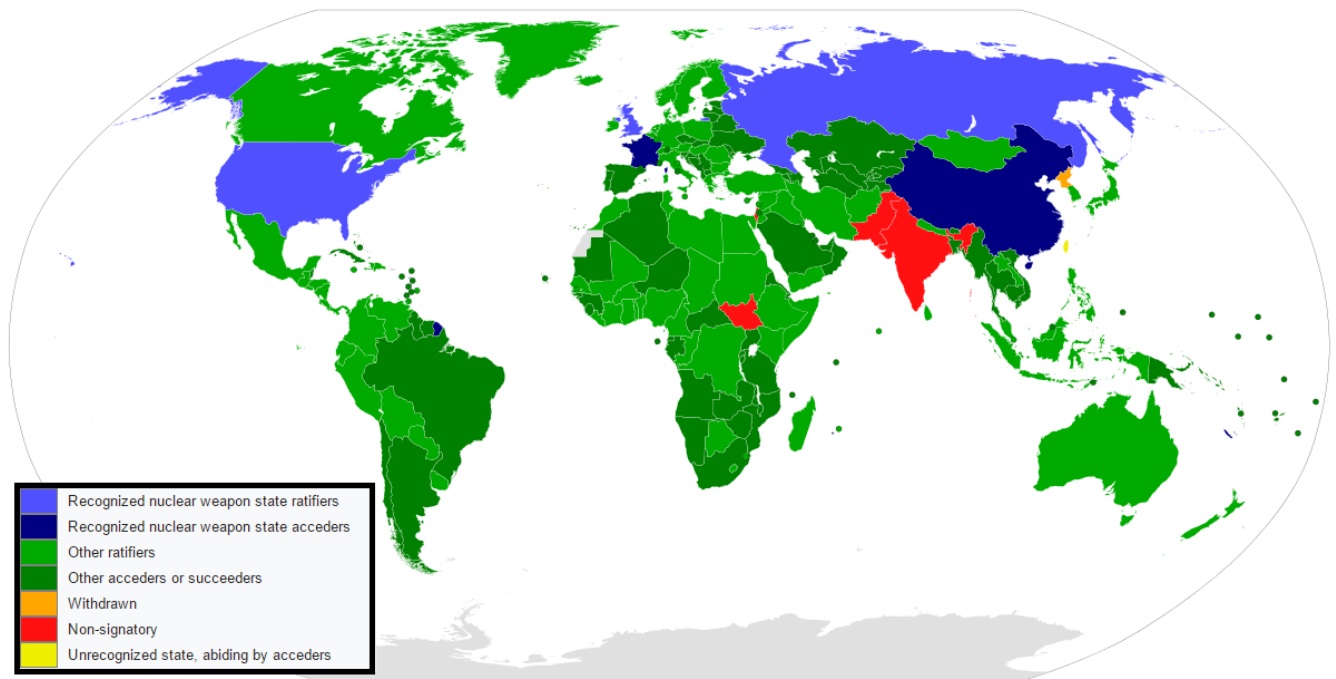 Recognized nuclear weapon state ratifiers
Recognized nuclear weapon state acceders
Other ratifiers
Other acceders or succeeders
Withdrawn
Non-signatory
Unrecognized state, abiding by acceders